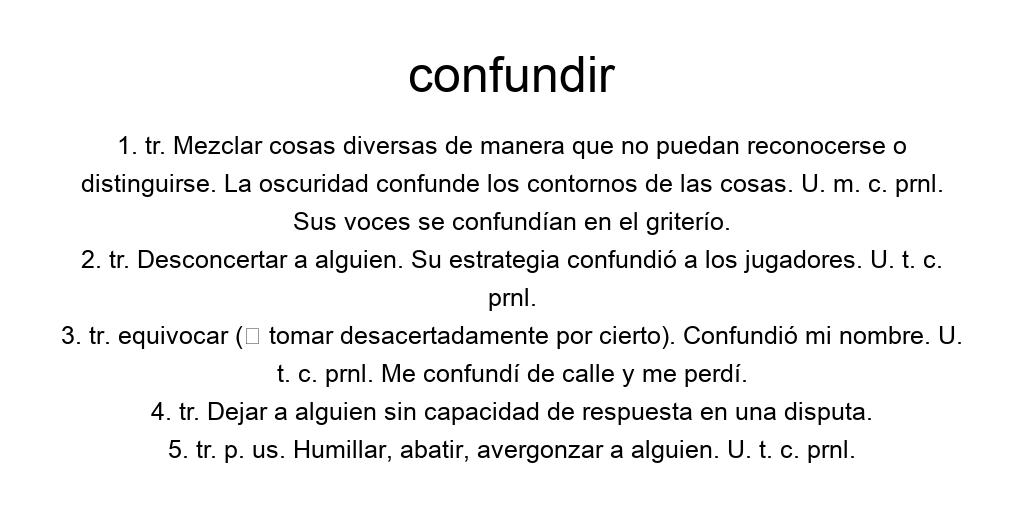 confundir
1. tr. Mezclar cosas diversas de manera que no puedan reconocerse o
distinguirse. La oscuridad confunde los contornos de las cosas. U. m. c. prnl.
Sus voces se confundían en el griterío.
2. tr. Desconcertar a alguien. Su estrategia confundió a los jugadores. U. t. c.
prnl.
3. tr. equivocar (□ tomar desacertadamente por cierto). Confundió mi nombre. U.
t. c. prnl. Me confundí de calle y me perdí.
4. tr. Dejar a alguien sin capacidad de respuesta en una disputa.
5. tr. p. us. Humillar, abatir, avergonzar a alguien. U. t. c. prnl.